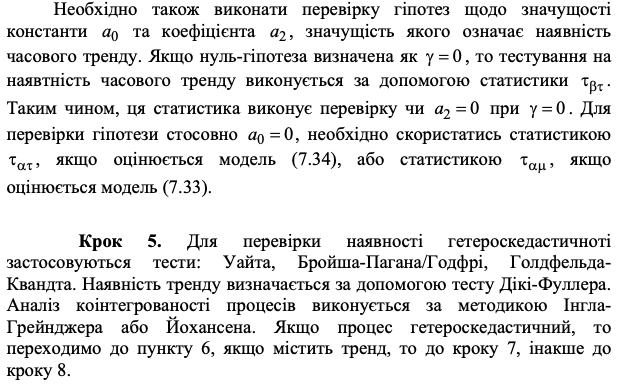 Необхідно також виконати перевірку гіпотез щодо значущості
константи a₀ та коефіцієнта a₂, значущість якого означає наявність
часового тренду. Якщо нуль-гіпотеза визначена як γ = 0, то тестування на
наявтність часового тренду виконується за допомогою статистики τ_βτ.
Таким чином, ця статистика виконує перевірку чи a₂ = 0 при γ = 0. Для
перевірки гіпотези стосовно a₀ = 0, необхідно скористатись статистикою
τ_ατ, якщо оцінюється модель (7.34), або статистикою τ_αμ, якщо
оцінюється модель (7.33).
Крок 5. Для перевірки наявності гетероскедастичноті
застосовуються тести: Уайта, Бройша-Пагана/Годфрі, Голдфельда-
Квандта. Наявність тренду визначається за допомогою тесту Дікі-Фуллера.
Аналіз коінтегрованості процесів виконується за методикою Інгла-
Грейнджера або Йохансена. Якщо процес гетероскедастичний, то
переходимо до пункту 6, якщо містить тренд, то до кроку 7, інакше до
кроку 8.